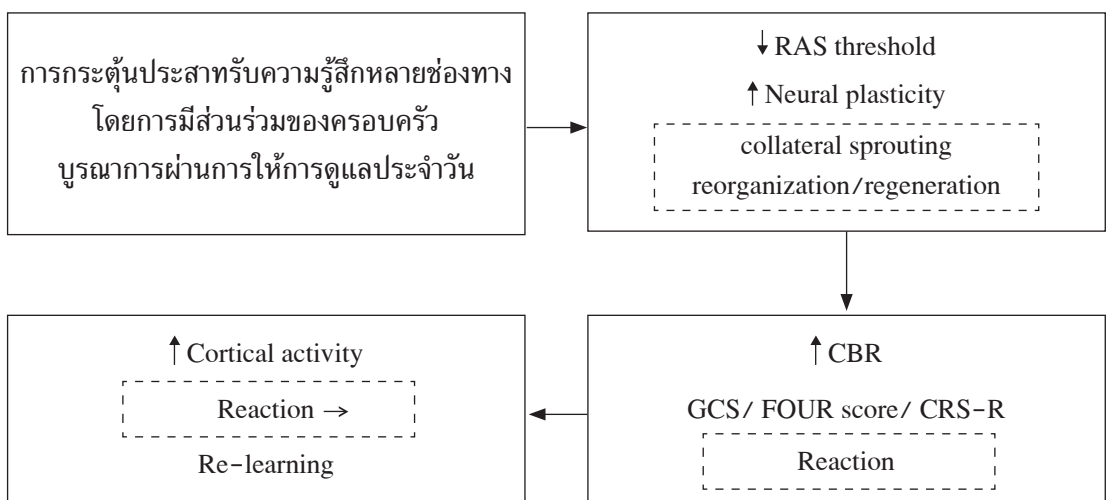 การกระตุ้นประสาทรับความรู้สึกหลายช่องทาง
โดยการมีส่วนร่วมของครอบครัว
บูรณาการผ่านการให้การดูแลประจำวัน
↓ RAS threshold
↑ Neural plasticity
collateral sprouting
reorganization/regeneration
↑ CBR
GCS/ FOUR score/ CRS-R
Reaction
↑ Cortical activity
Reaction →
Re-learning